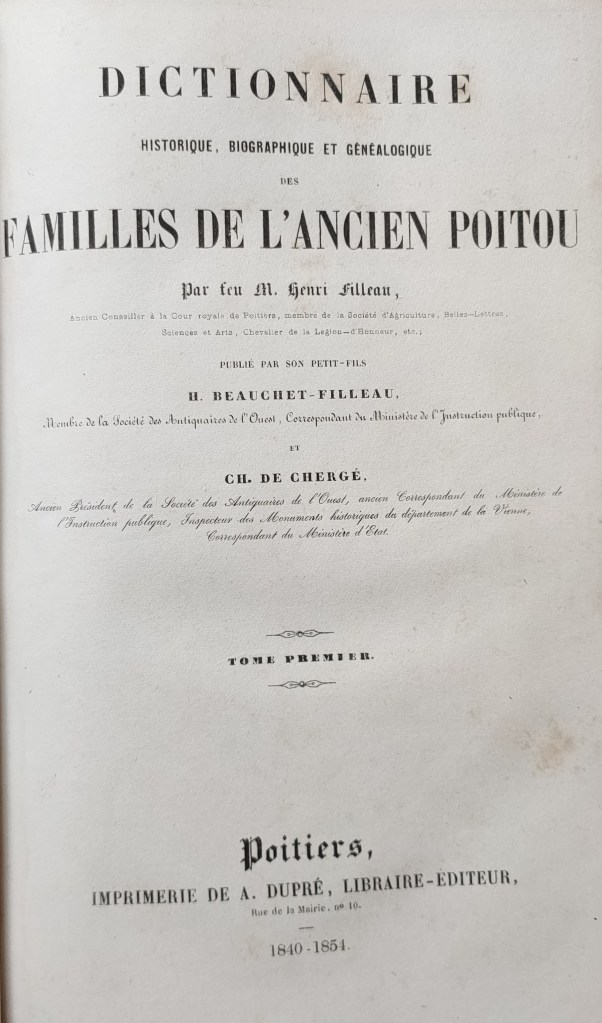 DICTIONNAIRE
HISTORIQUE, BIOGRAPHIQUE ET GÉNÉALOGIQUE
DES
FAMILLES DE L'ANCIEN POITOU
Par feu M. Henri Filleau,
Ancien Conseiller à la Cour royale de Poitiers, membre de la Société d'Agriculture, Belles-Lettres,
Sciences et Arts, Chevalier de la Légion-d'Honneur, etc.;
PUBLIÉ PAR SON PETIT-FILS
H. BEAUCHET-FILLEAU,
Membre de la Société des Antiquaires de l'Ouest, Correspondant du Ministère de l'Instruction publique,
ET
CH. DE CHERGÉ,
Ancien Président de la Société des Antiquaires de l'Ouest, ancien Correspondant du Ministère de
l'Instruction publique, Inspecteur des Monuments historiques du département de la Vienne,
Correspondant du Ministère d'Etat.
TOME PREMIER.
Poitiers,
IMPRIMERIE DE A. DUPRÉ, LIBRAIRE-ÉDITEUR,
Rue de la Mairie, nº 10.
1840-1854.